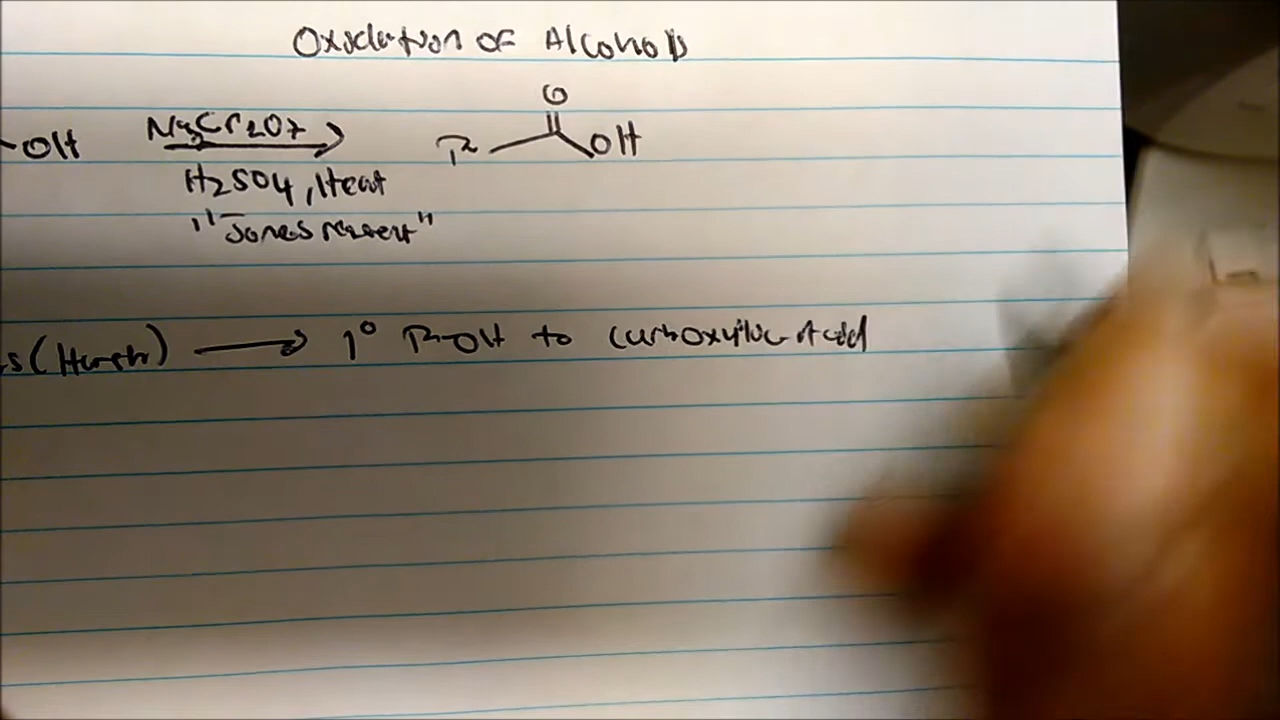 Oxidation of Alcohols
O
-OH Na2Cr2O7 R OH
H2SO4, Heat
"Jones Reagent"
s (Harsh) → 1° R-OH to carboxylic Acid